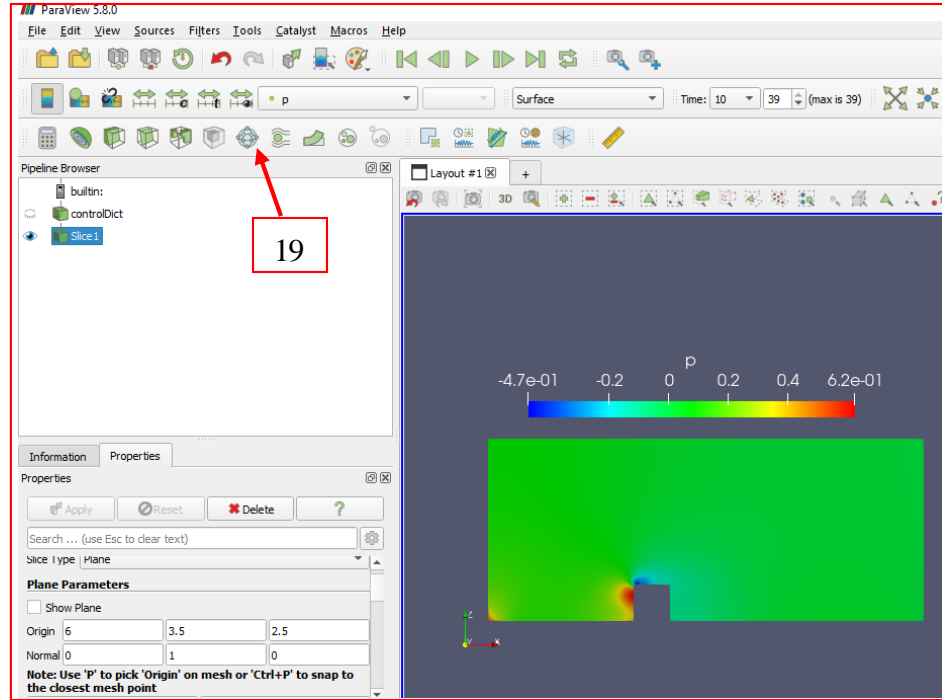 ParaView 5.8.0
File Edit View Sources Filters Tools Catalyst Macros Help
p Surface Time: 10 39 (max is 39)
Pipeline Browser
Layout #1 +
builtin:
3D
controlDict
Slice1
19
p
-4.7e-01 -0.2 0 0.2 0.4 6.2e-01
Information Properties
Properties
Apply Reset Delete ?
Search ... (use Esc to clear text)
Slice Type Plane
Plane Parameters
Show Plane
Origin 6 3.5 2.5
Normal 0 1 0
Note: Use 'P' to pick 'Origin' on mesh or 'Ctrl+P' to snap to
the closest mesh point